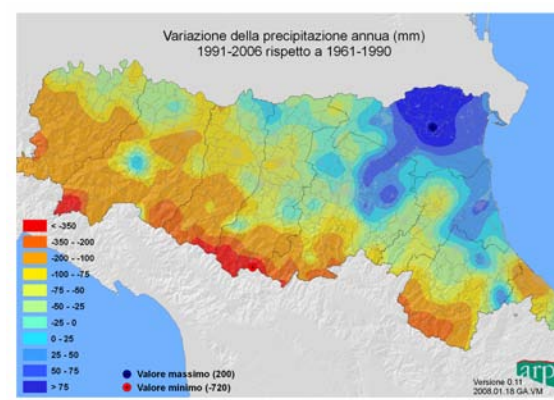 Variazione della precipitazione annua (mm)
1991-2006 rispetto a 1961-1990
< -350
-350 - -200
-200 - -100
-100 - -75
-75 - -50
-50 - -25
-25 - 0
0 - 25
25 - 50
50 - 75
> 75
Valore massimo (200)
Valore minimo (-720)
arp
Versione 0.11
2008.01.18 GA.VM